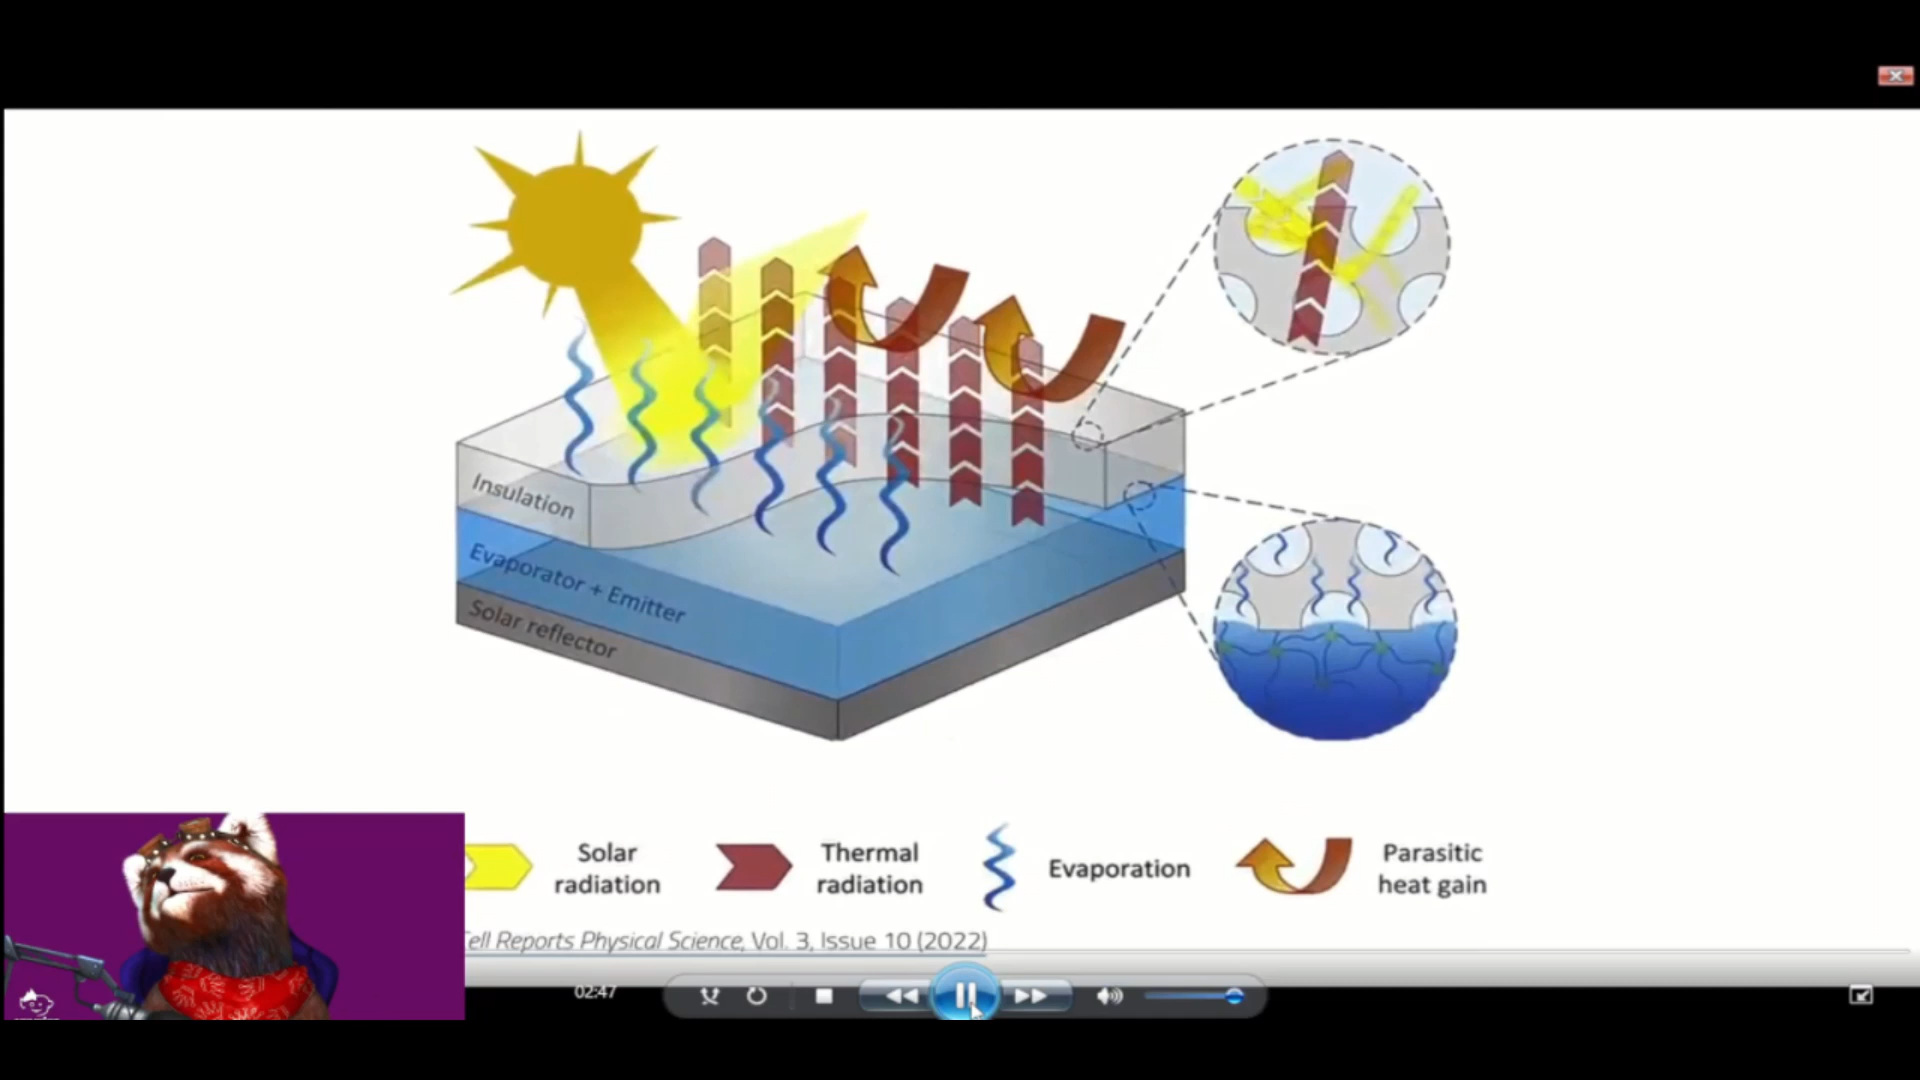 Insulation
Evaporator + Emitter
Solar reflector
Solar
radiation
Thermal
radiation
Evaporation
Parasitic
heat gain
Reports Physical Science, Vol. 3, Issue 10 (2022)
02:47